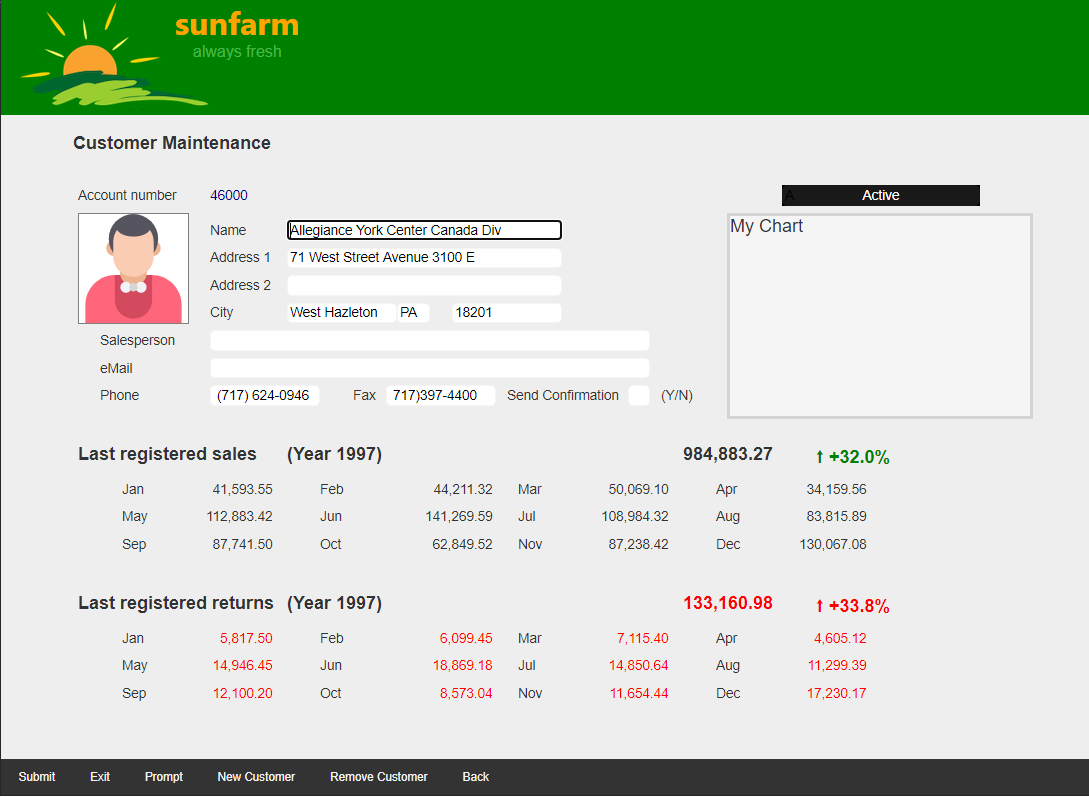 sunfarm
always fresh
Customer Maintenance
Account number 46000
A Active
My Chart
Name Allegiance York Center Canada Div
Address 1 71 West Street Avenue 3100 E
Address 2
City West Hazleton PA 18201
Salesperson
eMail
Phone (717) 624-0946 Fax 717)397-4400 Send Confirmation (Y/N)
Last registered sales (Year 1997) 984,883.27 ↑ +32.0%
Jan 41,593.55 Feb 44,211.32 Mar 50,069.10 Apr 34,159.56
May 112,883.42 Jun 141,269.59 Jul 108,984.32 Aug 83,815.89
Sep 87,741.50 Oct 62,849.52 Nov 87,238.42 Dec 130,067.08
Last registered returns (Year 1997) 133,160.98 ↑ +33.8%
Jan 5,817.50 Feb 6,099.45 Mar 7,115.40 Apr 4,605.12
May 14,946.45 Jun 18,869.18 Jul 14,850.64 Aug 11,299.39
Sep 12,100.20 Oct 8,573.04 Nov 11,654.44 Dec 17,230.17
Submit Exit Prompt New Customer Remove Customer Back